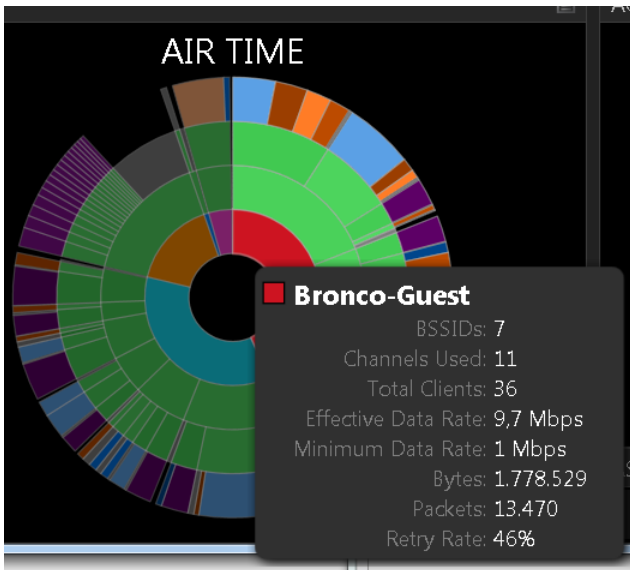 AIR TIME
Bronco-Guest
BSSIDs: 7
Channels Used: 11
Total Clients: 36
Effective Data Rate: 9,7 Mbps
Minimum Data Rate: 1 Mbps
Bytes: 1.778.529
Packets: 13.470
Retry Rate: 46%